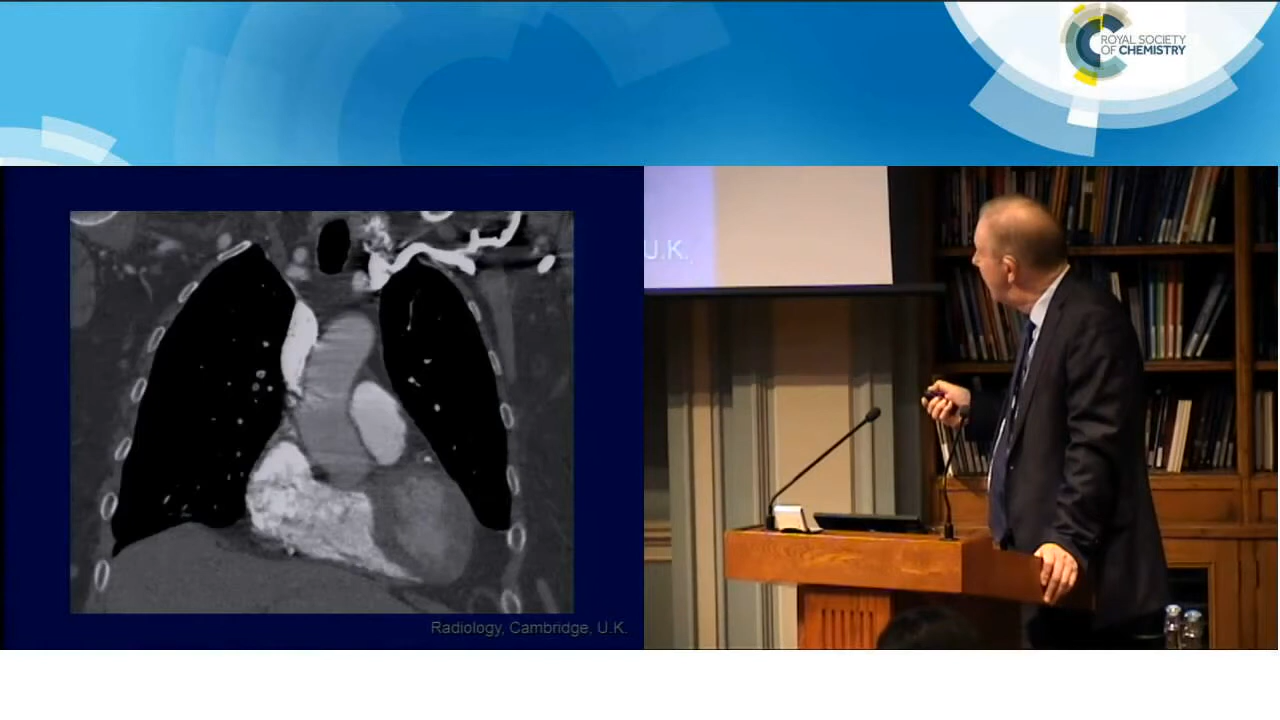 ROYAL SOCIETY
OF CHEMISTRY
U.K.
Radiology, Cambridge, U.K.